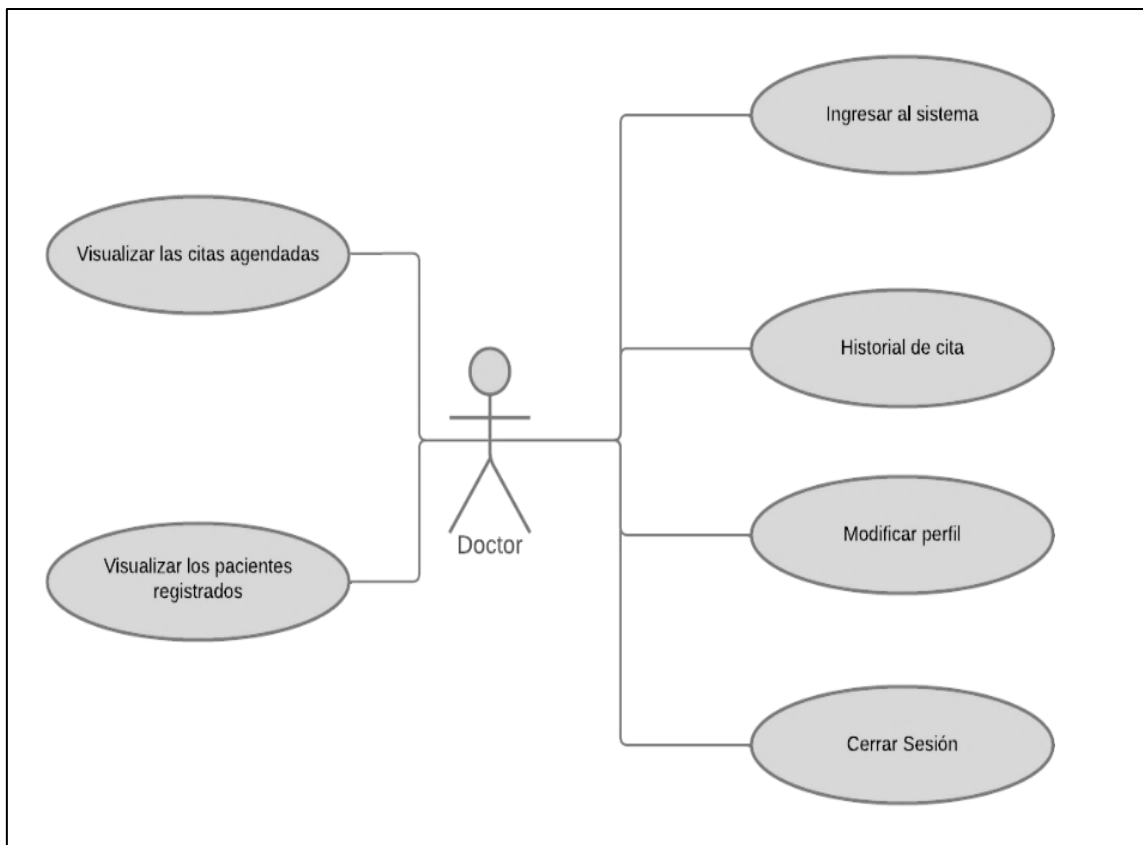 Ingresar al sistema
Visualizar las citas agendadas
Historial de cita
Doctor
Modificar perfil
Visualizar los pacientes
registrados
Cerrar Sesión